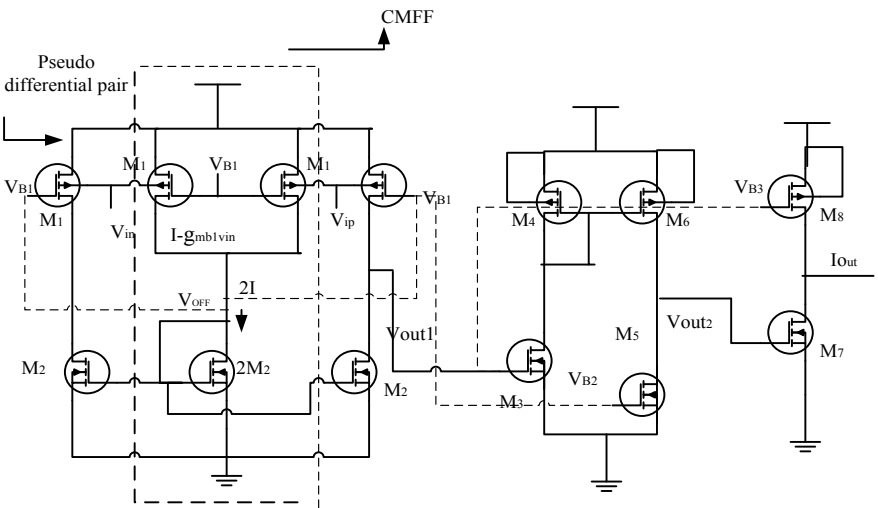 CMFF
Pseudo
differential pair
VB1
M1
M1
VB1
M1
VB1
M1
Vin
I-gmb1vin
Vip
VOFF
2I
Vout1
M2
2M2
M2
M4
M6
VB3
M8
Iout
M5
Vout2
M7
VB2
M3